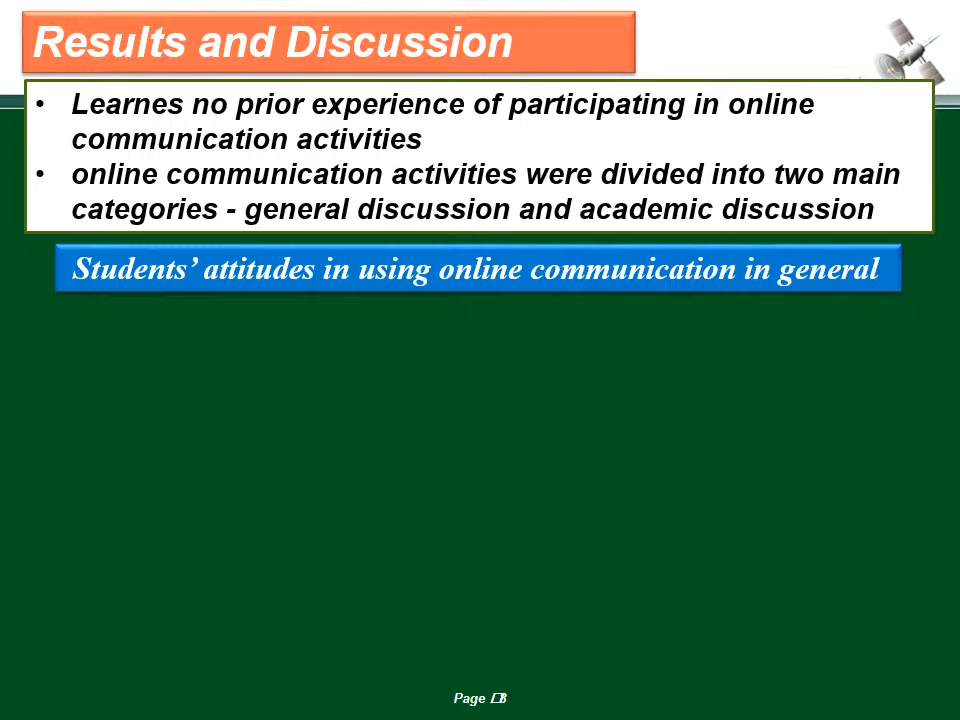 Results and Discussion
• Learnes no prior experience of participating in online
communication activities
• online communication activities were divided into two main
categories - general discussion and academic discussion
Students’ attitudes in using online communication in general
Page